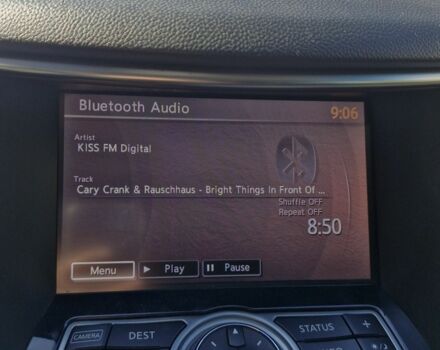 Bluetooth Audio
9:06
Artist
KISS FM Digital
Track
Cary Crank & Rauschhaus - Bright Things In Front Of ...
Shuffle OFF
Repeat OFF
8:50
Menu
Play
Pause
CAMERA
DEST
STATUS
+